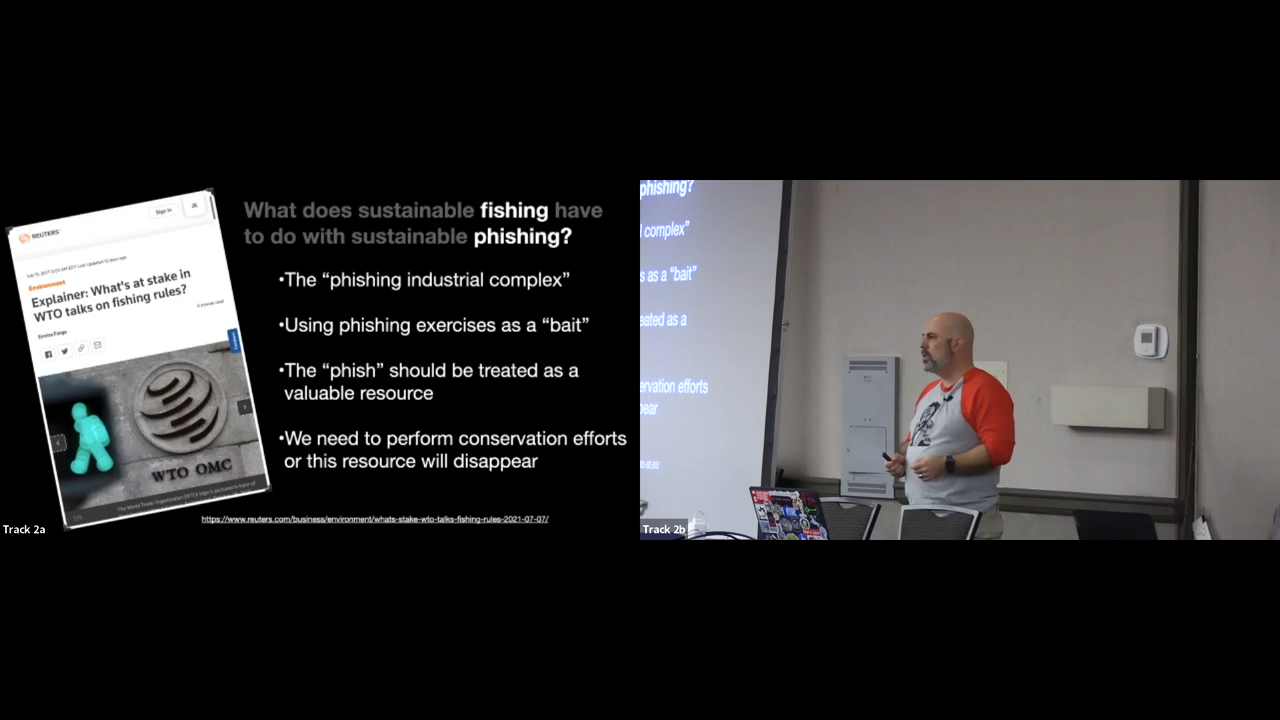 What does sustainable fishing have
to do with sustainable phishing?
•The “phishing industrial complex”
•Using phishing exercises as a “bait”
•The “phish” should be treated as a
valuable resource
•We need to perform conservation efforts
or this resource will disappear
https://www.reuters.com/business/environment/whats-stake-wto-talks-fishing-rules-2021-07-07/
Sign in
REUTERS
Environment
Explainer: What's at stake in
WTO talks on fishing rules?
Emma Farge
WTO OMC
1/5
Track 2a
phishing?
complex”
s as a “bait”
eated as a
ervation efforts
pear
Track 2b